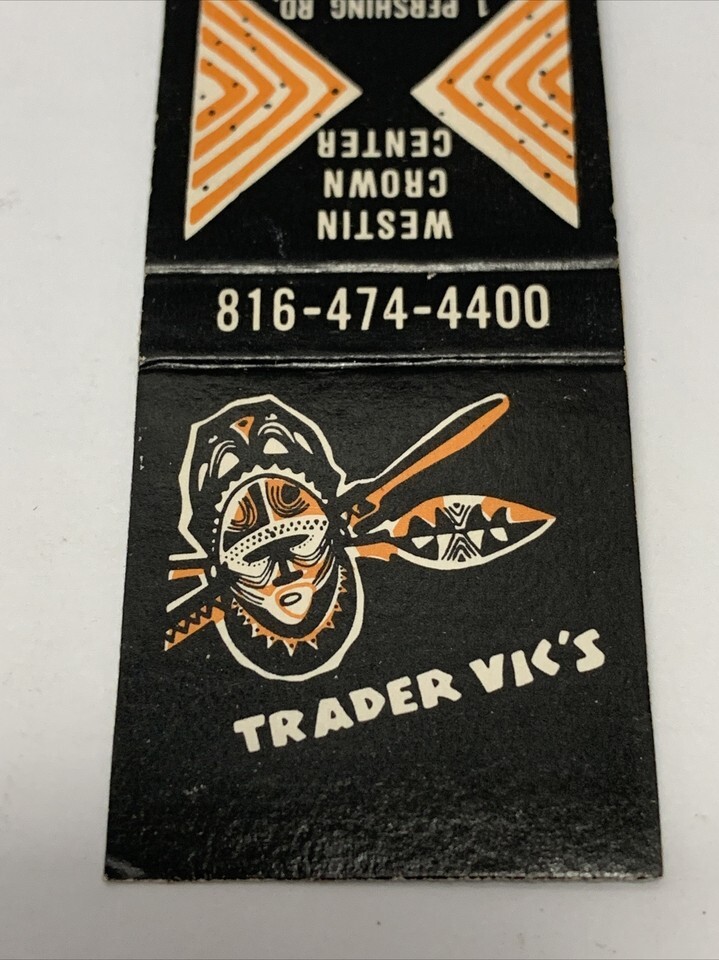 WESTIN
CROWN
CENTER
1 PERSHING RD.
816-474-4400
TRADER VIC'S